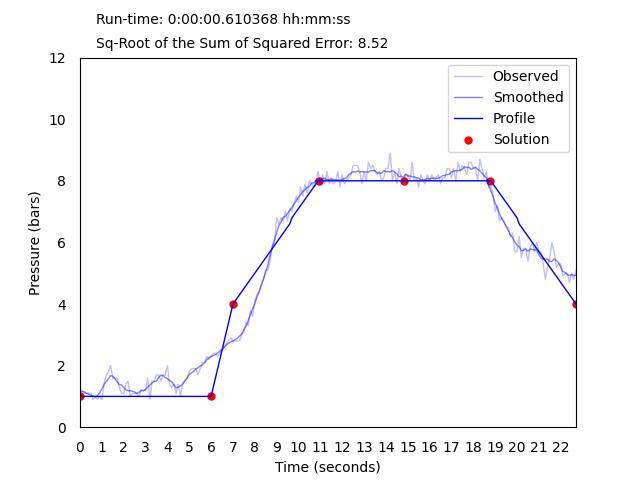 Run-time: 0:00:00.610368 hh:mm:ss
Sq-Root of the Sum of Squared Error: 8.52
12
10
8
6
4
2
0
Pressure (bars)
Observed
Smoothed
Profile
Solution
0 1 2 3 4 5 6 7 8 9 10 11 12 13 14 15 16 17 18 19 20 21 22
Time (seconds)